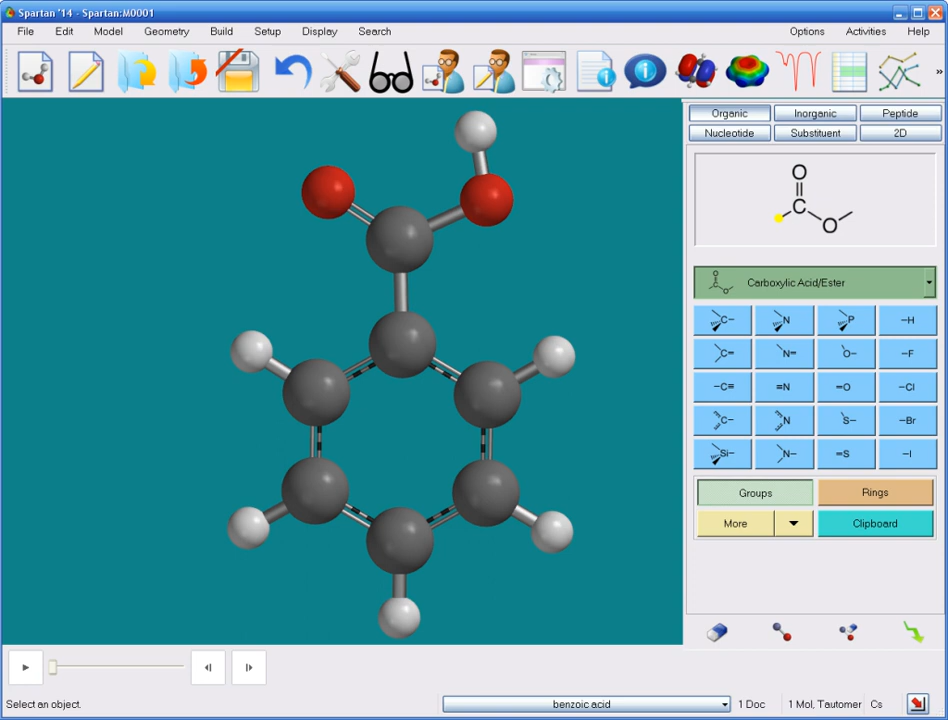 Spartan '14 - Spartan:M0001
File Edit Model Geometry Build Setup Display Search Options Activities Help
»
Organic Inorganic Peptide
Nucleotide Substituent 2D
O
C
O
O
C
O
Carboxylic Acid/Ester
C– N P –H
C= N= O– –F
–C≡ ≡N =O –Cl
C– N S– –Br
Si– N– =S –I
Groups Rings
More Clipboard
Select an object. benzoic acid 1 Doc 1 Mol, Tautomer Cs